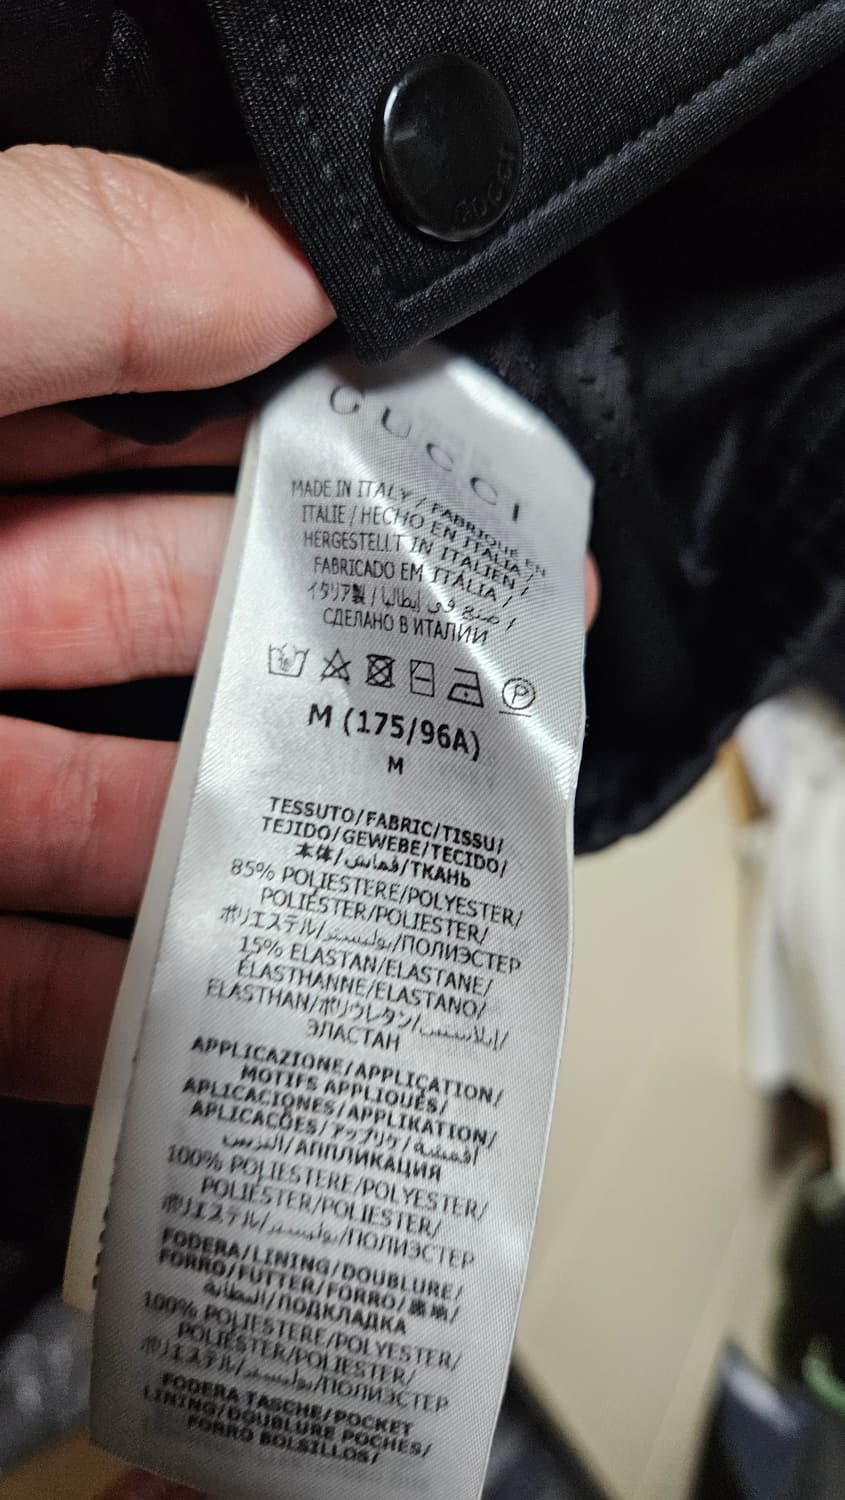 GUCCI
GUCCI
MADE IN ITALY / FABRIQUÉ EN
ITALIE / HECHO EN ITALIA /
HERGESTELLT IN ITALIEN /
FABRICADO EM ITÁLIA /
イタリア製 / صنع في إيطاليا /
СДЕЛАНО В ИТАЛИИ
P
M (175/96A)
M
TESSUTO/FABRIC/TISSU/
TEJIDO/GEWEBE/TECIDO/
本体/قماش/ТКАНЬ
85% POLIESTERE/POLYESTER/
POLIÉSTER/POLIESTER/
ポリエステル/بوليستر/ПОЛИЭСТЕР
15% ELASTAN/ELASTANE/
ÉLASTHANNE/ELASTANO/
ELASTHAN/ポリウレタン/
ЭЛАСТАН
APPLICAZIONE/APPLICATION/
MOTIFS APPLIQUÉS/
APLICACIONES/APPLIKATION/
APLICAÇÕES/アップリケ/أقمشة
التزيين/АППЛИКАЦИЯ
100% POLIESTERE/POLYESTER/
POLIÉSTER/POLIESTER/
ポリエステル/بوليستر/ПОЛИЭСТЕР
FODERA/LINING/DOUBLURE/
FORRO/FUTTER/FORRO/裏地/
البطانة/ПОДКЛАДКА
100% POLIESTERE/POLYESTER/
POLIÉSTER/POLIESTER/
ポリエステル/بوليستر/ПОЛИЭСТЕР
FODERA TASCHE/POCKET
LINING/DOUBLURE POCHES/
FORRO BOLSILLOS/